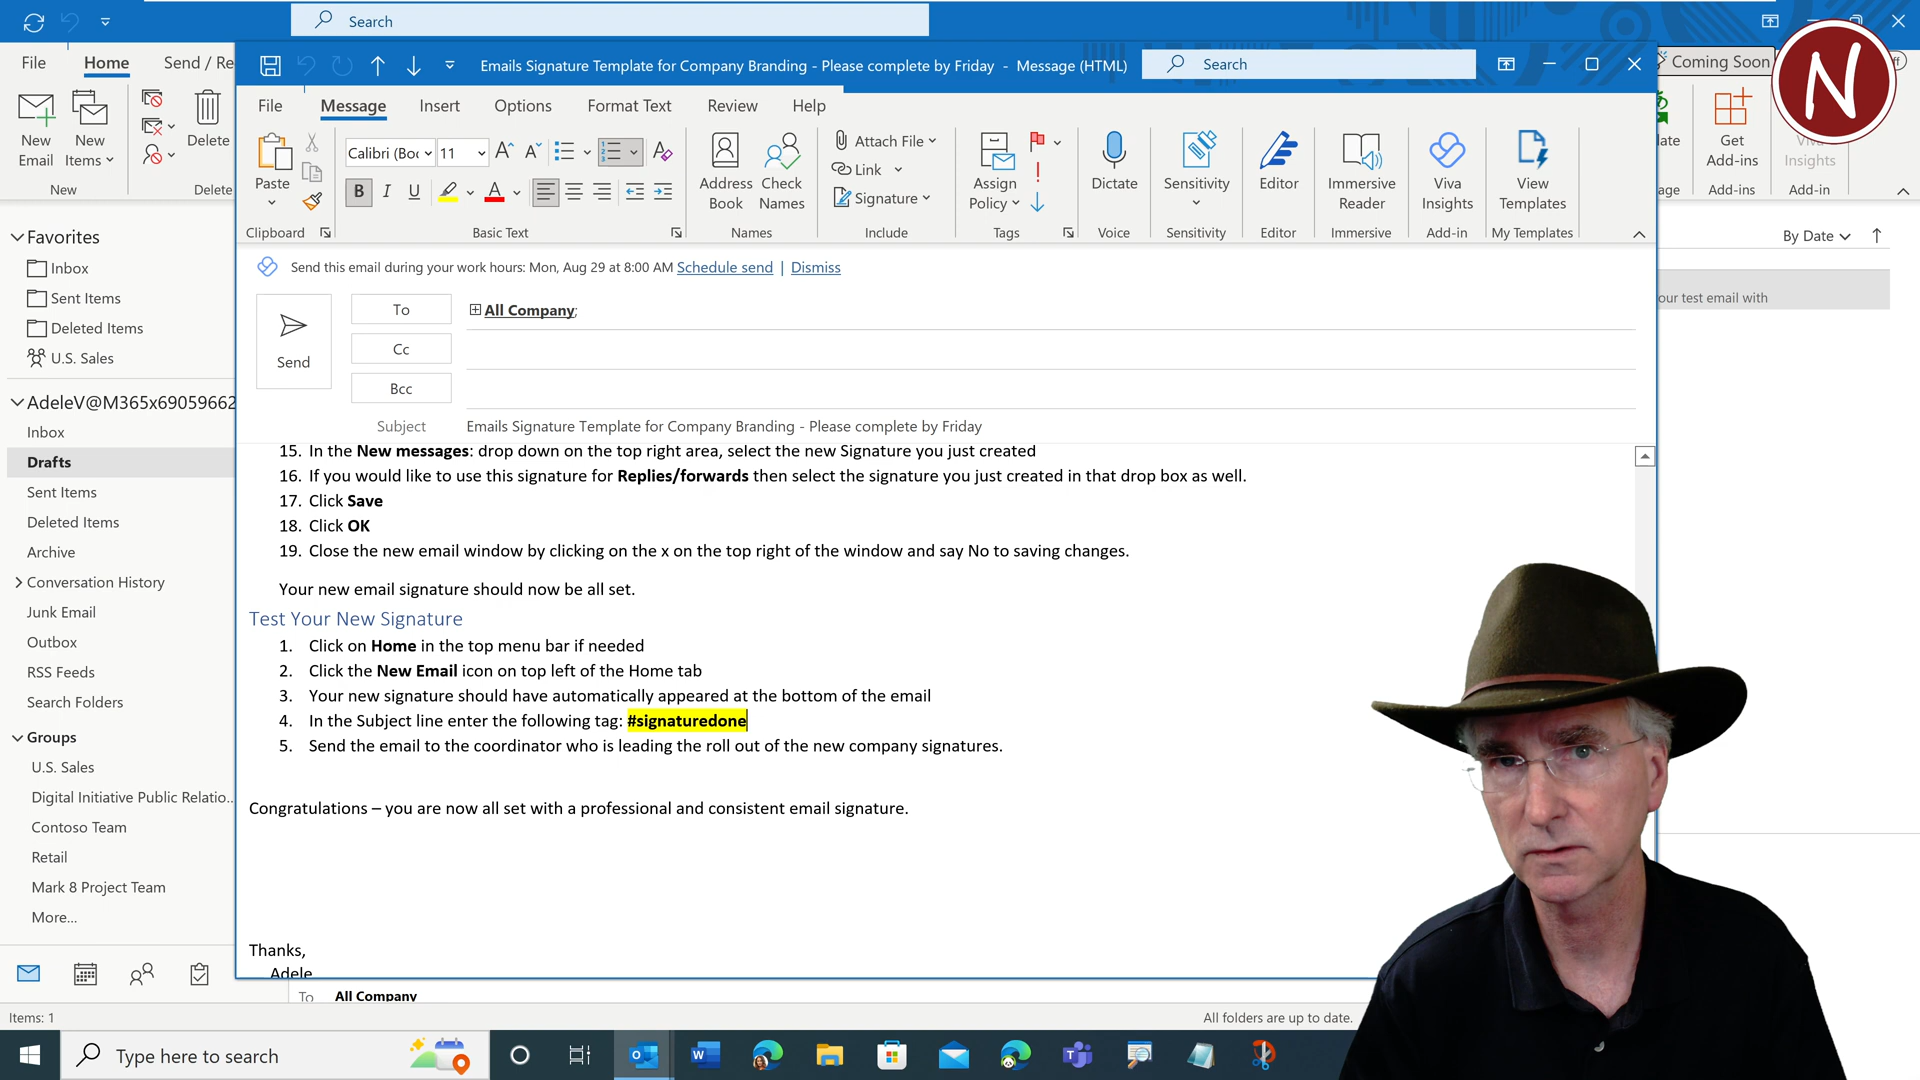 Search
File
Home
Send / Re
New Email
New Items
Delete
New
Delete
Coming Soon
Get Add-ins
Viva Insights
Add-ins
Add-in
N
Emails Signature Template for Company Branding - Please complete by Friday - Message (HTML)
Search
File
Message
Insert
Options
Format Text
Review
Help
Paste
Clipboard
Calibri (Boc
11
B
I
U
Basic Text
Address Book
Check Names
Names
Attach File
Link
Signature
Include
Assign Policy
Tags
Dictate
Voice
Sensitivity
Sensitivity
Editor
Editor
Immersive Reader
Immersive
Viva Insights
Add-in
View Templates
My Templates
Send this email during your work hours: Mon, Aug 29 at 8:00 AM Schedule send | Dismiss
Send
To
All Company;
Cc
Bcc
Subject
Emails Signature Template for Company Branding - Please complete by Friday
15. In the New messages: drop down on the top right area, select the new Signature you just created
16. If you would like to use this signature for Replies/forwards then select the signature you just created in that drop box as well.
17. Click Save
18. Click OK
19. Close the new email window by clicking on the x on the top right of the window and say No to saving changes.
Your new email signature should now be all set.
Test Your New Signature
1. Click on Home in the top menu bar if needed
2. Click the New Email icon on top left of the Home tab
3. Your new signature should have automatically appeared at the bottom of the email
4. In the Subject line enter the following tag: #signaturedone
5. Send the email to the coordinator who is leading the roll out of the new company signatures.
Congratulations – you are now all set with a professional and consistent email signature.
Thanks,
Adele
Favorites
Inbox
Sent Items
Deleted Items
U.S. Sales
AdeleV@M365x69059662
Inbox
Drafts
Sent Items
Deleted Items
Archive
Conversation History
Junk Email
Outbox
RSS Feeds
Search Folders
Groups
U.S. Sales
Digital Initiative Public Relatio...
Contoso Team
Retail
Mark 8 Project Team
More...
By Date
our test email with
To
All Company
Items: 1
All folders are up to date.
Type here to search